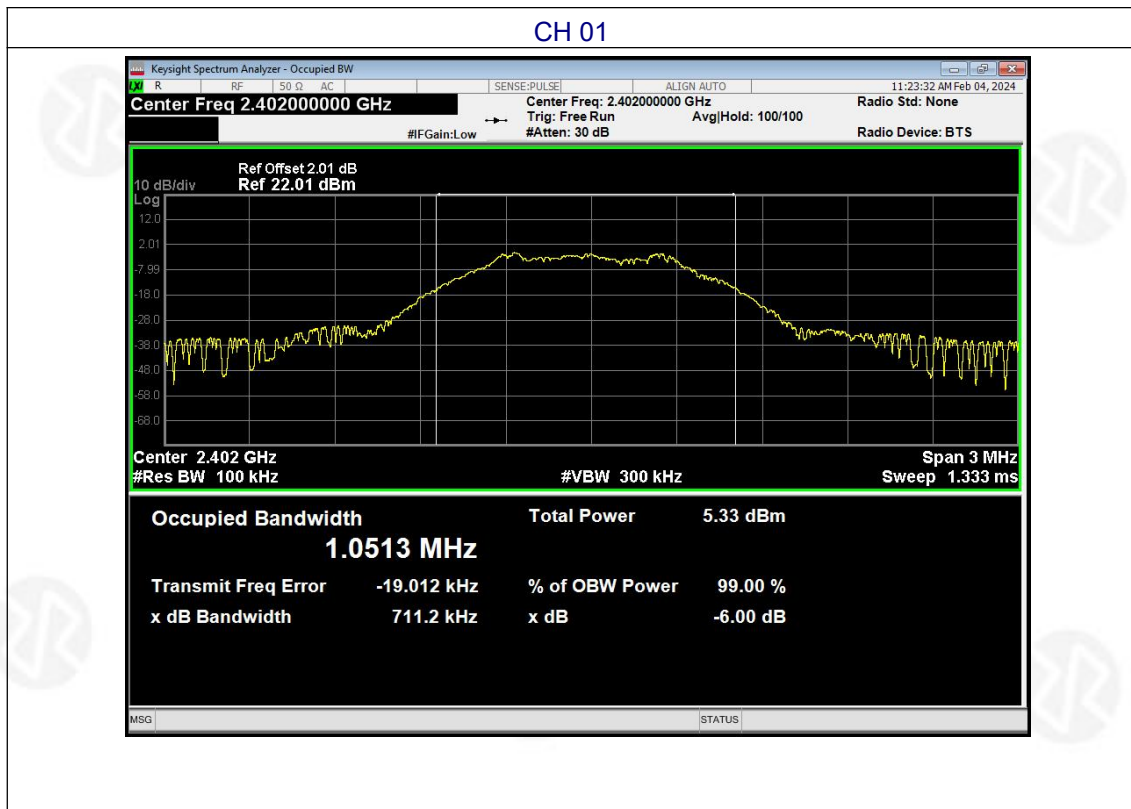 CH 01
Keysight Spectrum Analyzer - Occupied BW
LXI R RF 50 Ω AC SENSE:PULSE ALIGN AUTO 11:23:32 AM Feb 04, 2024
Center Freq 2.402000000 GHz Center Freq: 2.402000000 GHz Radio Std: None
Trig: Free Run Avg|Hold: 100/100
#IFGain:Low #Atten: 30 dB Radio Device: BTS
Ref Offset 2.01 dB
10 dB/div Ref 22.01 dBm
Log
12.0
2.01
-7.99
-18.0
-28.0
-38.0
-48.0
-58.0
-68.0
Center 2.402 GHz Span 3 MHz
#Res BW 100 kHz #VBW 300 kHz Sweep 1.333 ms
Occupied Bandwidth Total Power 5.33 dBm
1.0513 MHz
Transmit Freq Error -19.012 kHz % of OBW Power 99.00 %
x dB Bandwidth 711.2 kHz x dB -6.00 dB
MSG STATUS